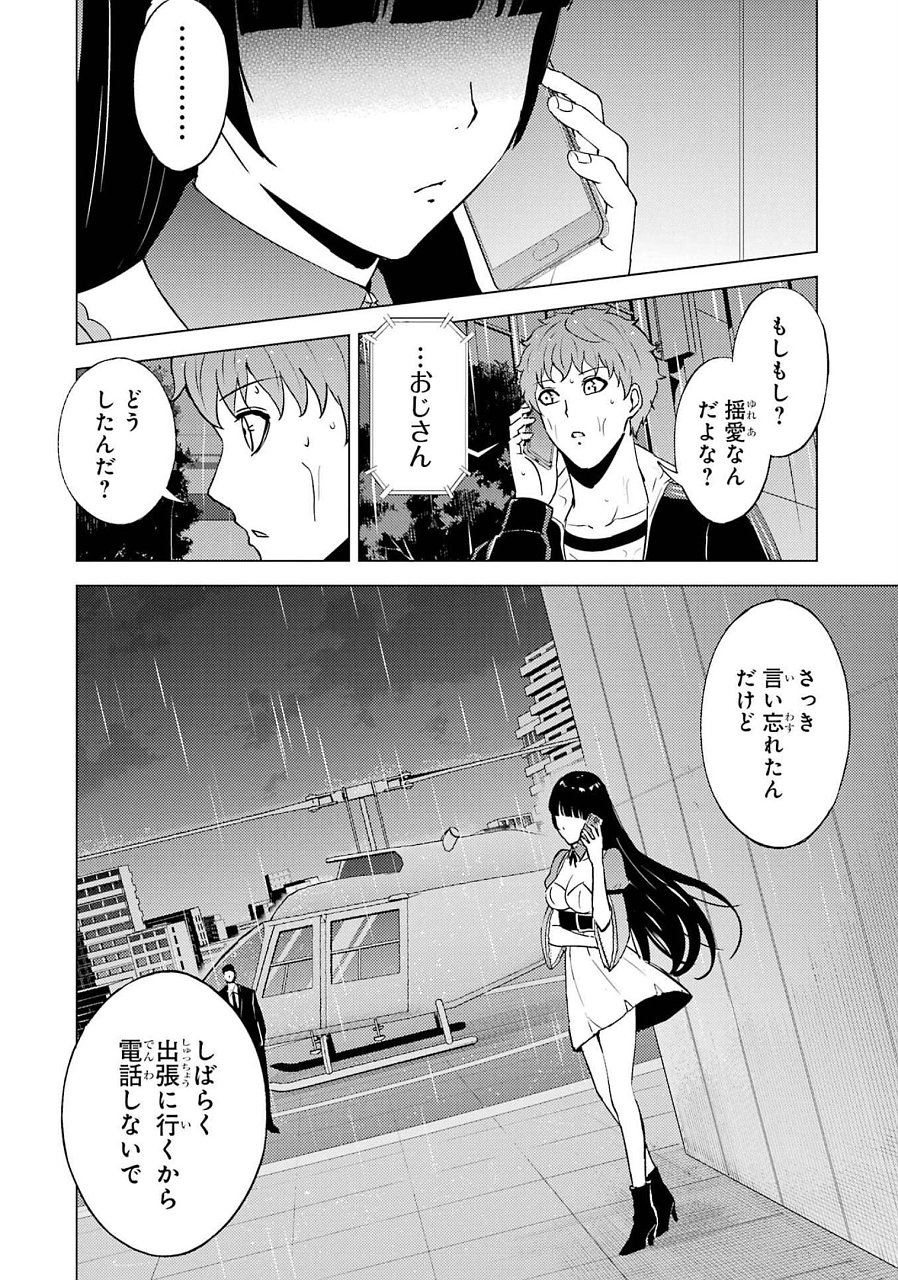 ………
もしもし？
揺愛なん
だよな？
…おじさん
どう
したんだ？
さっき
言い忘れたん
だけど
しばらく
出張に行くから
電話しないで